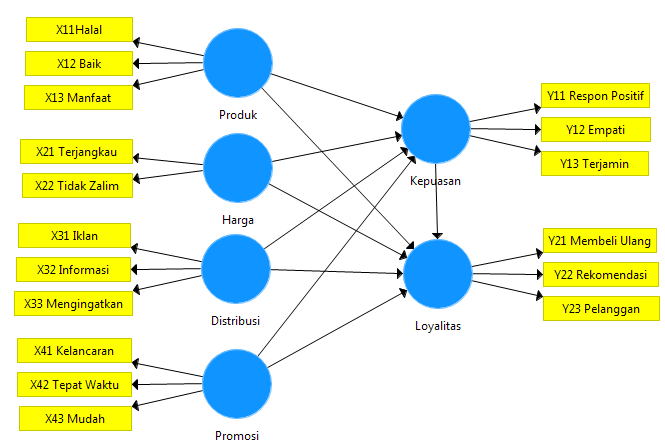 X11Halal
X12 Baik
X13 Manfaat
Produk
X21 Terjangkau
X22 Tidak Zalim
Harga
X31 Iklan
X32 Informasi
X33 Mengingatkan
Distribusi
X41 Kelancaran
X42 Tepat Waktu
X43 Mudah
Promosi
Kepuasan
Y11 Respon Positif
Y12 Empati
Y13 Terjamin
Loyalitas
Y21 Membeli Ulang
Y22 Rekomendasi
Y23 Pelanggan